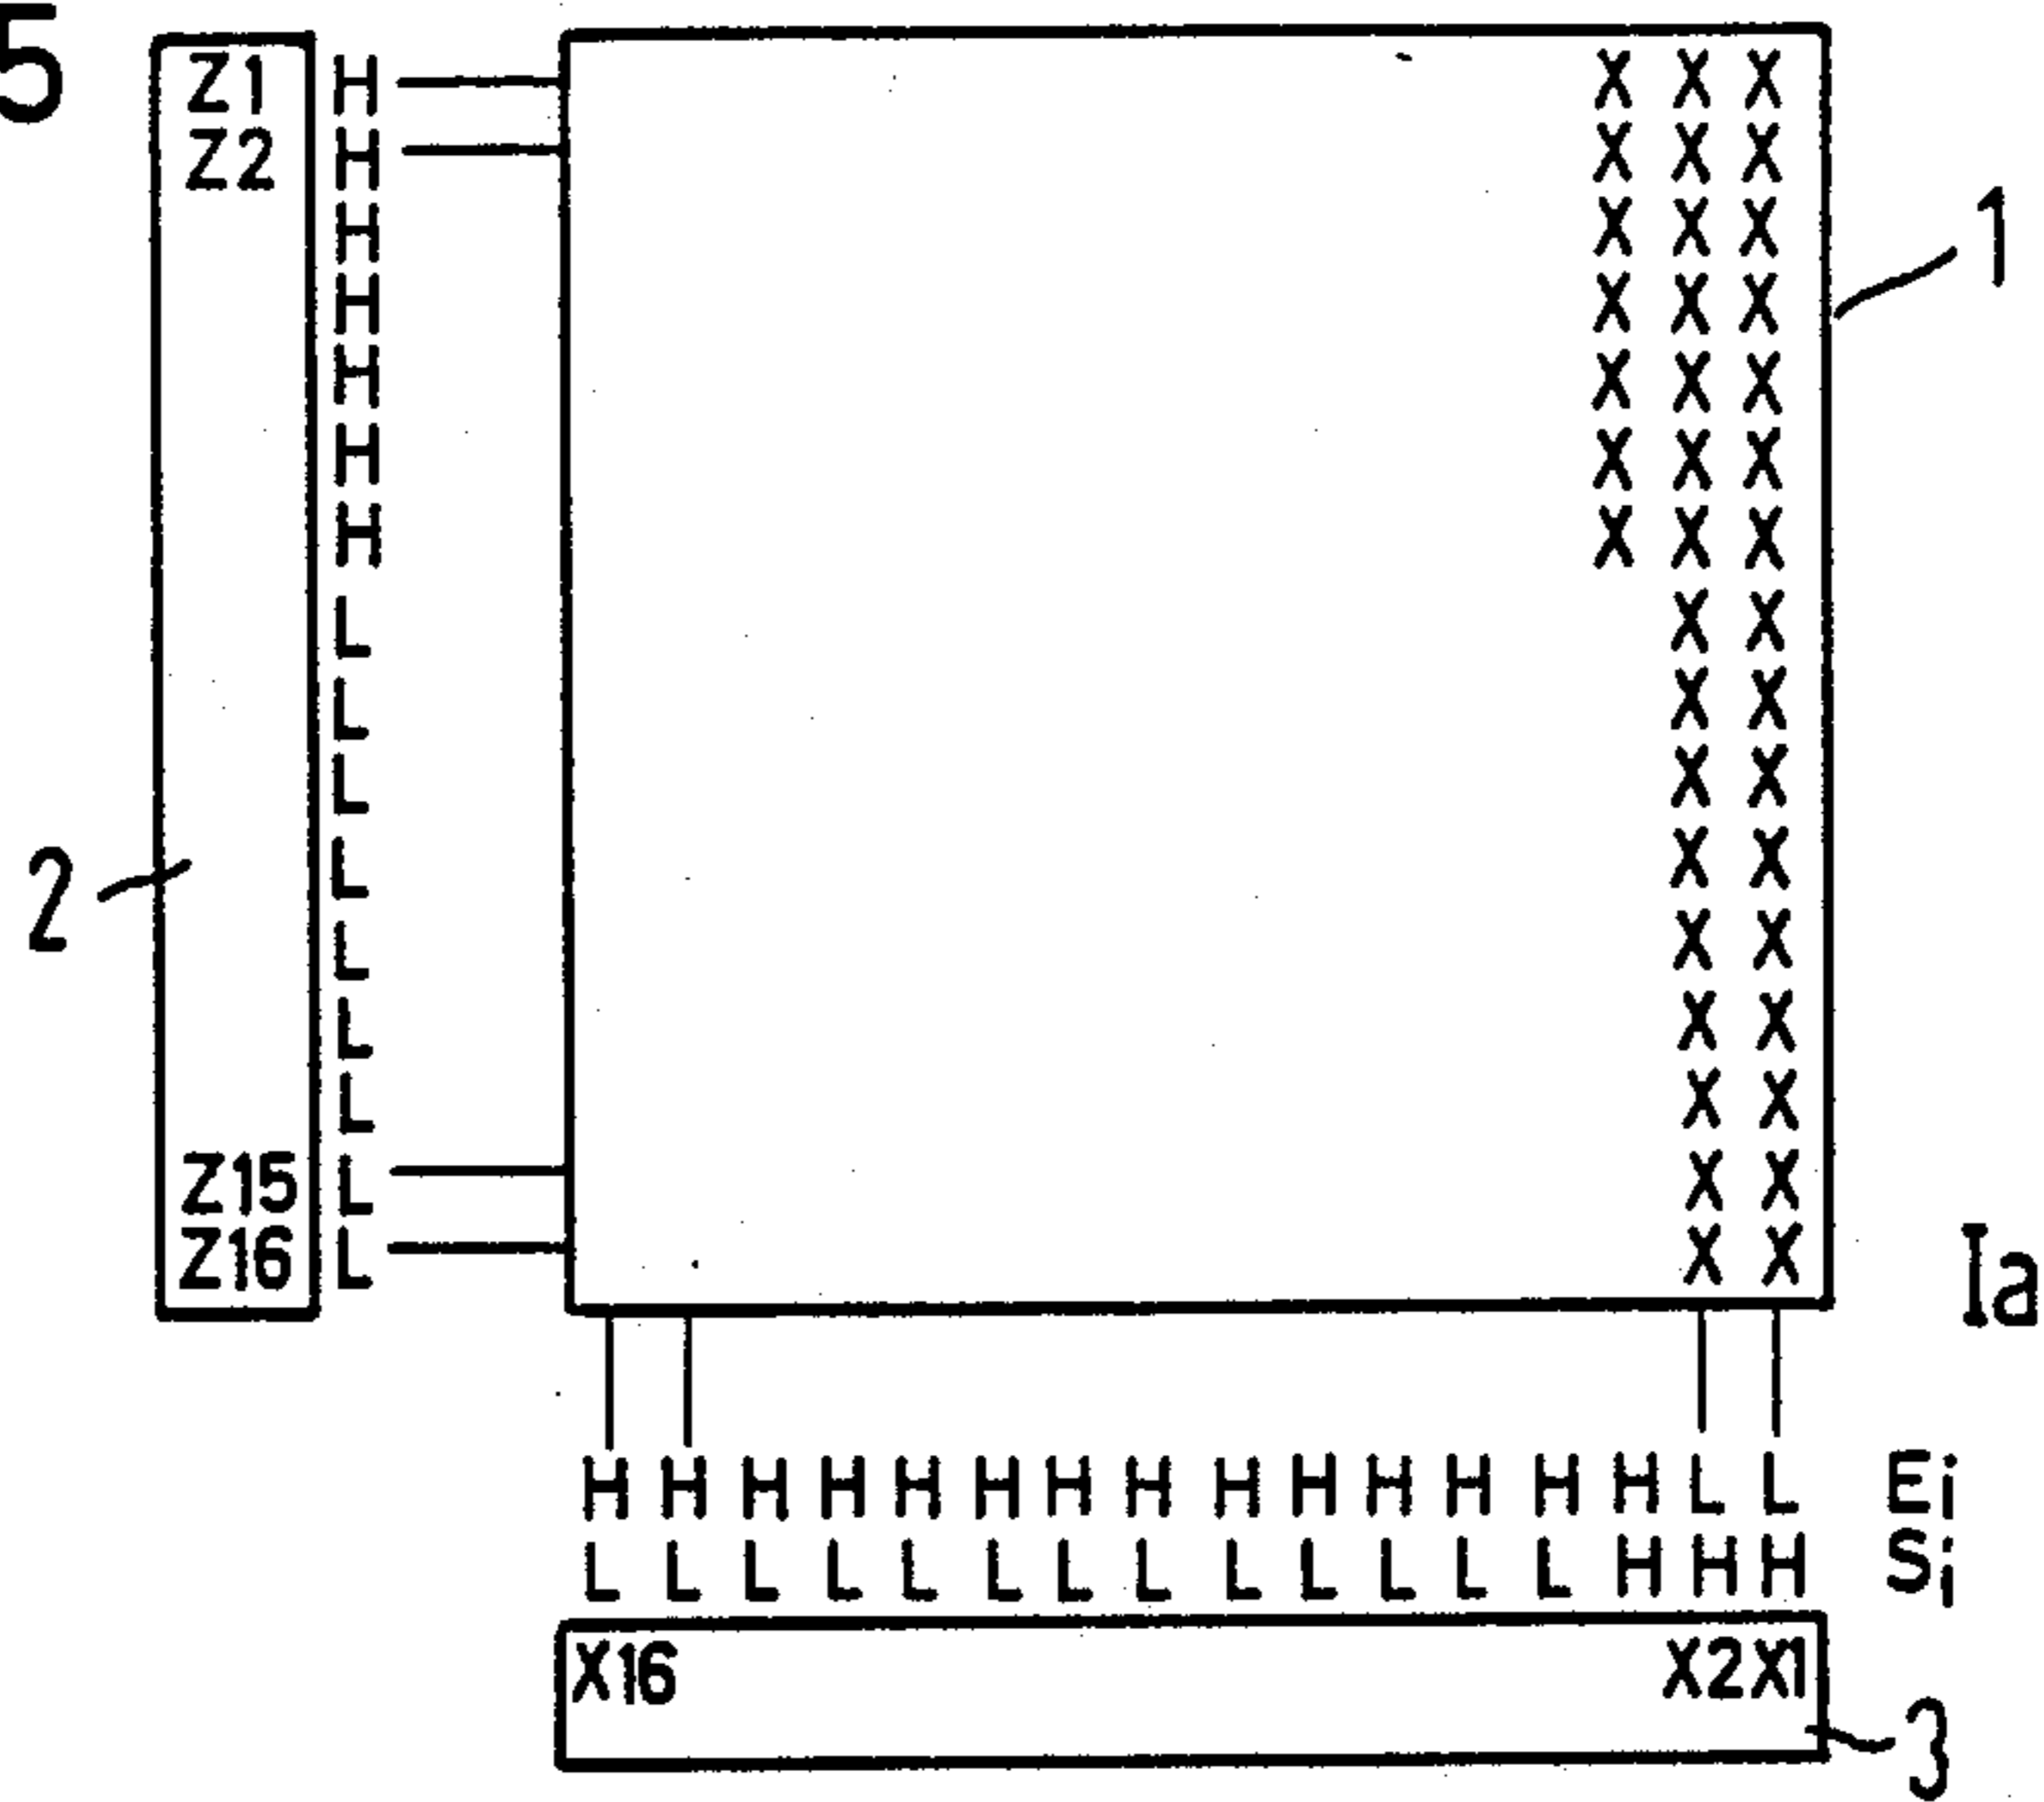 5
Z1 H X X X
Z2 H X X X
H X X X 1
H X X X
H X X X
H X X X
H X X X
L X X
L X X
L X X
2 L X X
L X X
L X X
L X X
Z15 L X X
Z16 L X X Ia
H H H H H H H H H H H H H H L L Ei
L L L L L L L L L L L L L H H H Si
X16 X2 X1
3